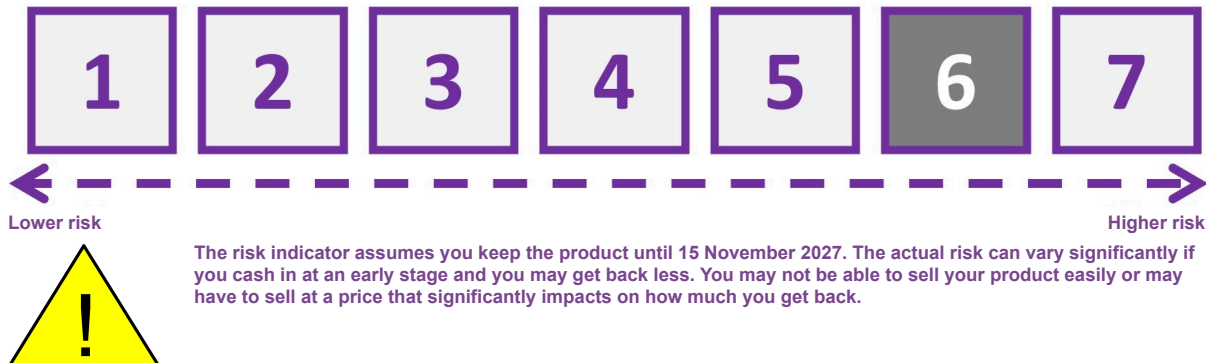 1 2 3 4 5 6 7
Lower risk Higher risk
The risk indicator assumes you keep the product until 15 November 2027. The actual risk can vary significantly if
you cash in at an early stage and you may get back less. You may not be able to sell your product easily or may
have to sell at a price that significantly impacts on how much you get back.
!